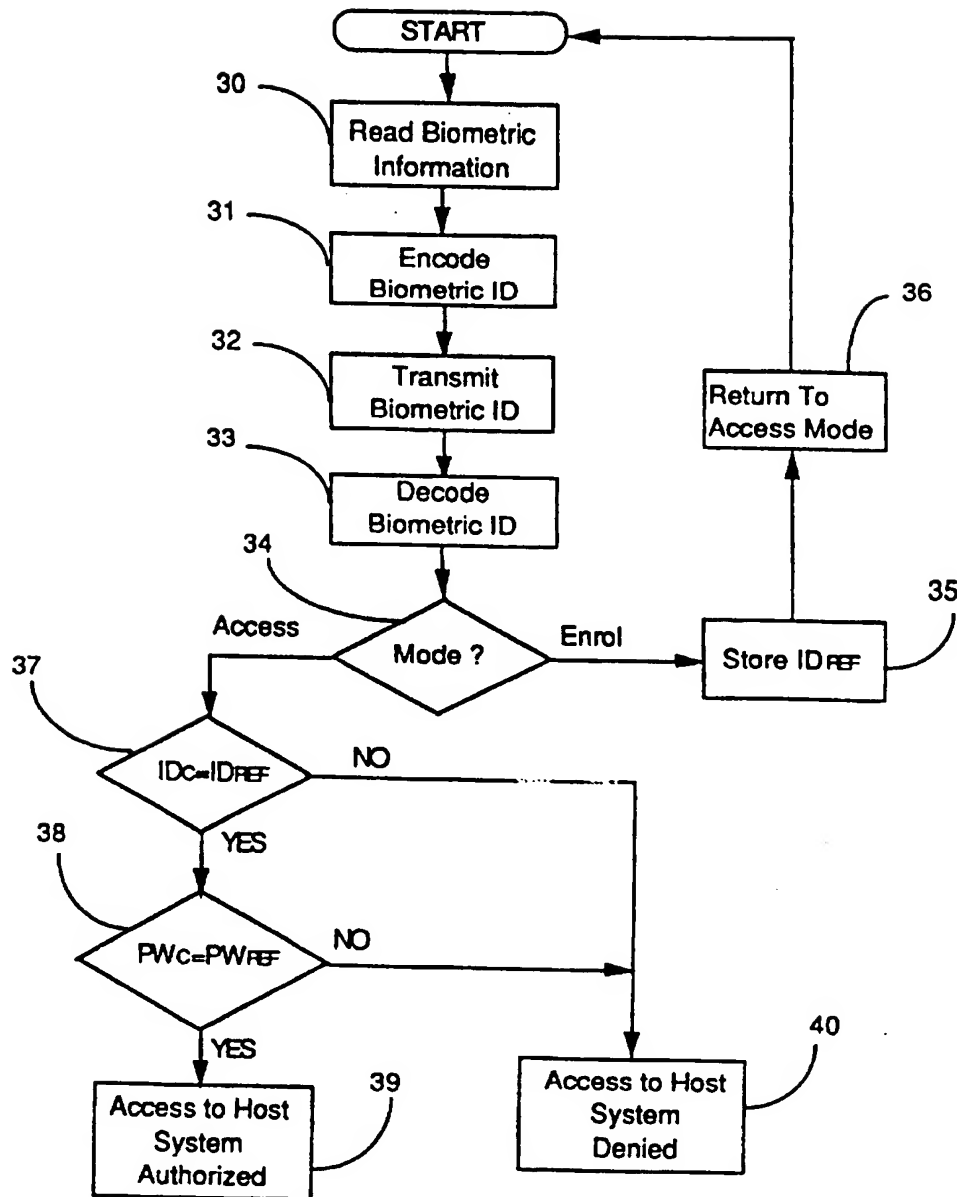 START
30
Read Biometric
Information
31
Encode
Biometric ID
36
32
Transmit
Biometric ID
Return To
Access Mode
33
Decode
Biometric ID
34
35
Access
Mode ?
Enrol
Store IDREF
37
IDC=IDREF
NO
YES
38
PWC=PWREF
NO
YES
40
39
Access to Host
System
Denied
Access to Host
System
Authorized